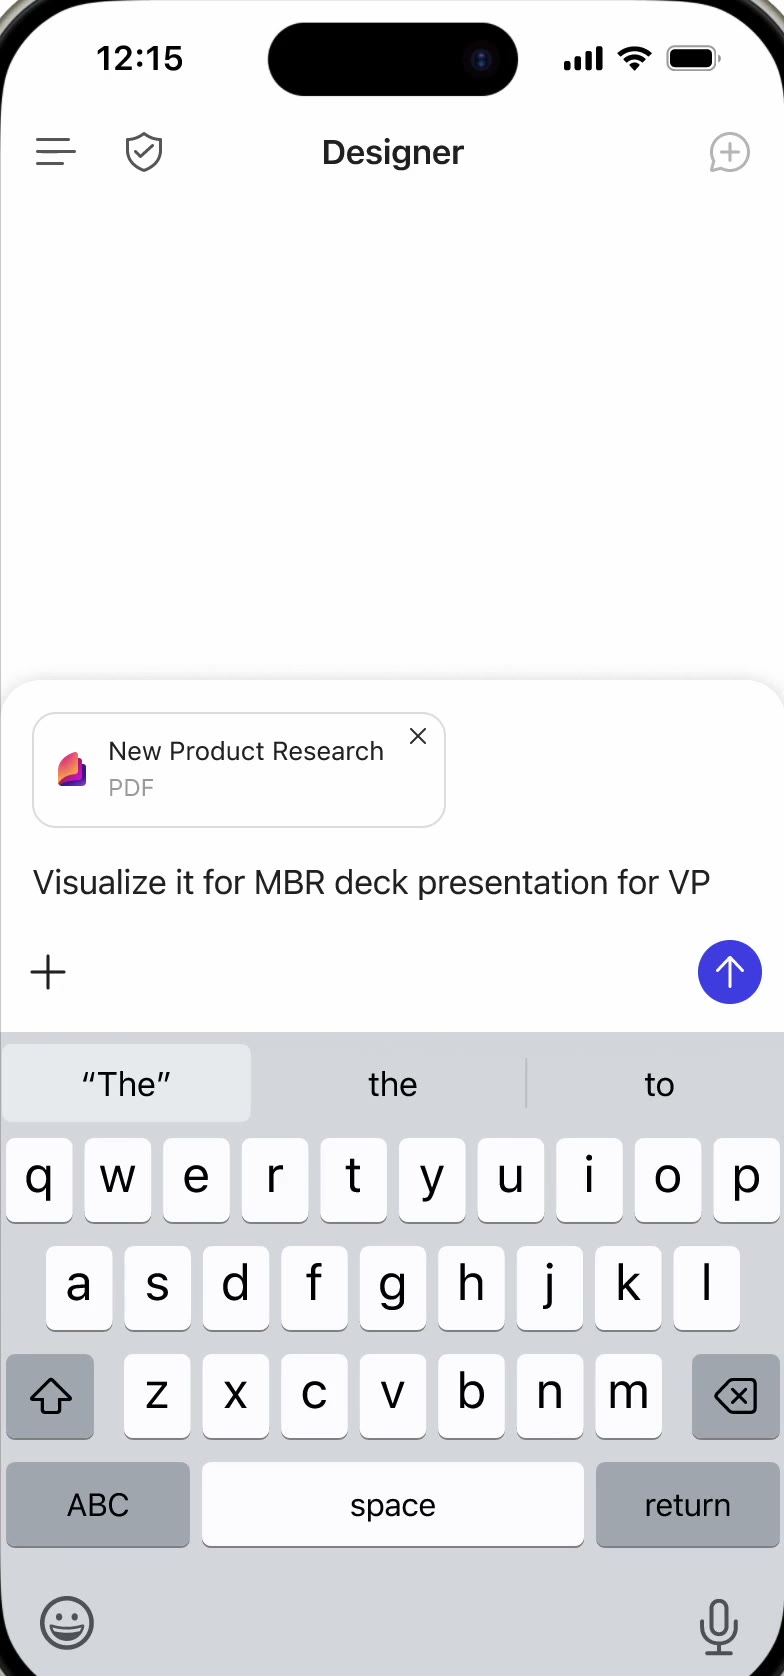 12:15
Designer
New Product Research
PDF
Visualize it for MBR deck presentation for VP
“The” the to
q w e r t y u i o p
a s d f g h j k l
z x c v b n m
ABC space return